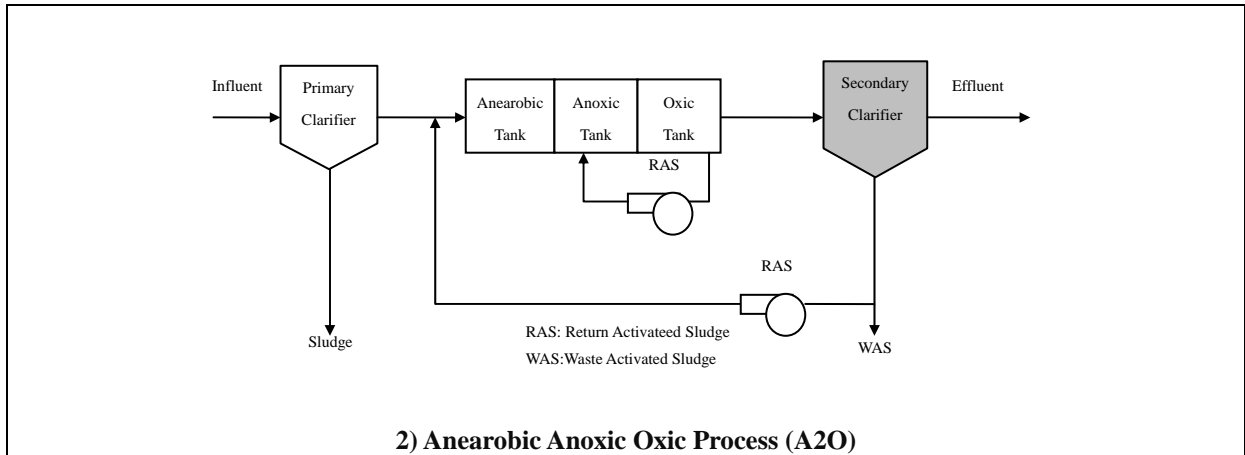 Influent
Primary
Clarifier
Anearobic
Tank
Anoxic
Tank
Oxic
Tank
Secondary
Clarifier
Effluent
RAS
RAS
RAS: Return Activateed Sludge
WAS:Waste Activated Sludge
Sludge
WAS
2) Anearobic Anoxic Oxic Process (A2O)